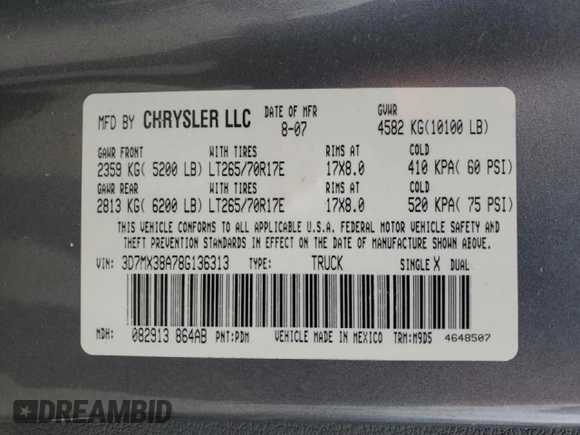 MFD BY CHRYSLER LLC DATE OF MFR 8-07 GVWR 4582 KG(10100 LB)
GAWR FRONT WITH TIRES RIMS AT COLD
2359 KG( 5200 LB) LT265/70R17E 17X8.0 410 KPA( 60 PSI)
GAWR REAR WITH TIRES RIMS AT COLD
2813 KG( 6200 LB) LT265/70R17E 17X8.0 520 KPA( 75 PSI)
THIS VEHICLE CONFORMS TO ALL APPLICABLE U.S.A. FEDERAL MOTOR VEHICLE SAFETY AND
THEFT PREVENTION STANDARDS IN EFFECT ON THE DATE OF MANUFACTURE SHOWN ABOVE.
VIN: 3D7MX38A78G136313 TYPE: TRUCK SINGLE X DUAL
MDH: 082913 864AB PNT:PDM VEHICLE MADE IN MEXICO TRM:M9D5 4648507
DREAMBID